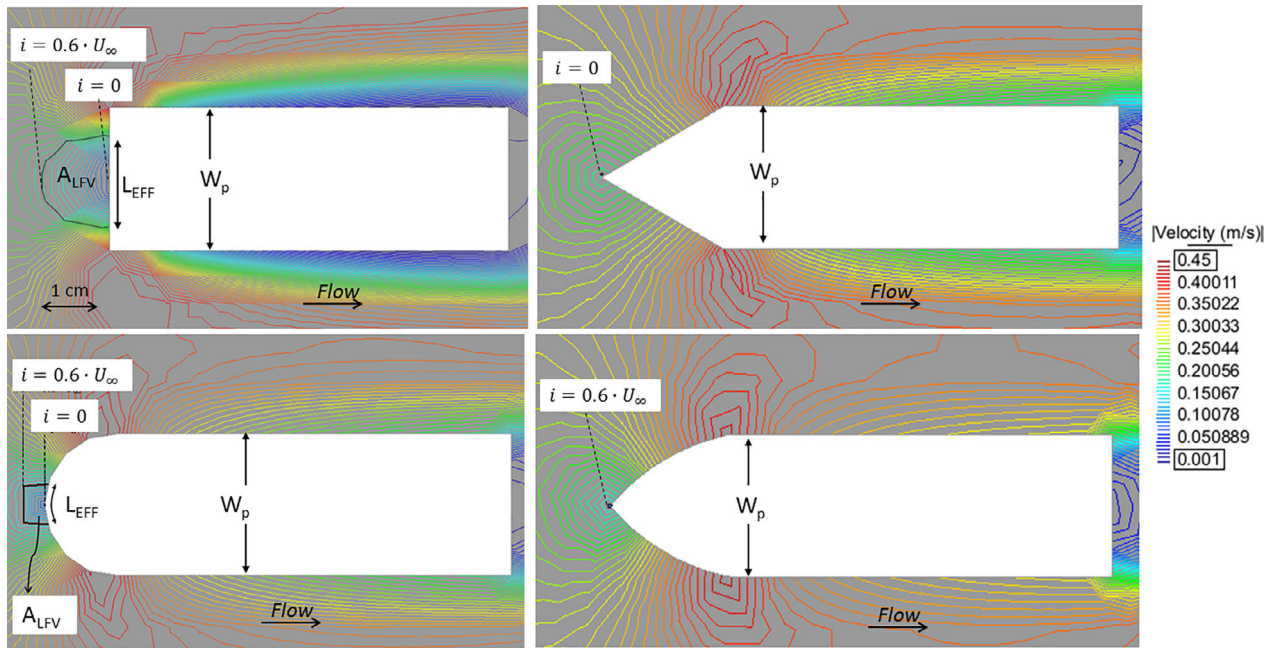 i = 0.6 · U∞
i = 0
A_LFV
L_EFF
W_p
1 cm
Flow
i = 0
W_p
Flow
|Velocity (m/s)|
0.45
0.40011
0.35022
0.30033
0.25044
0.20056
0.15067
0.10078
0.050889
0.001
i = 0.6 · U∞
i = 0
L_EFF
W_p
A_LFV
Flow
i = 0.6 · U∞
W_p
Flow